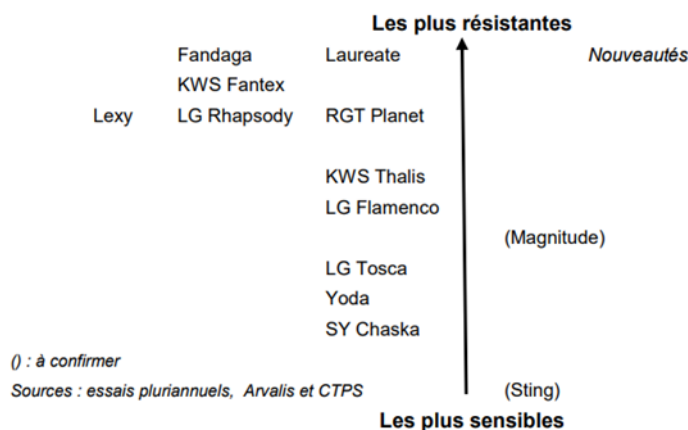 Les plus résistantes
Fandaga Laureate Nouveautés
KWS Fantex
Lexy LG Rhapsody RGT Planet
KWS Thalis
LG Flamenco
(Magnitude)
LG Tosca
Yoda
SY Chaska
() : à confirmer
Sources : essais pluriannuels, Arvalis et CTPS (Sting)
Les plus sensibles